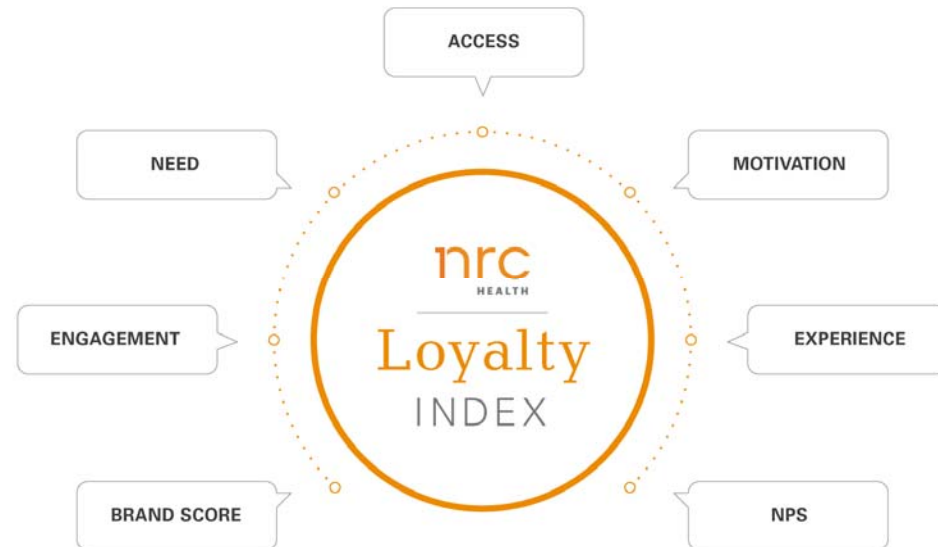 ACCESS
NEED
MOTIVATION
nrc
HEALTH
ENGAGEMENT
Loyalty
EXPERIENCE
INDEX
BRAND SCORE
NPS